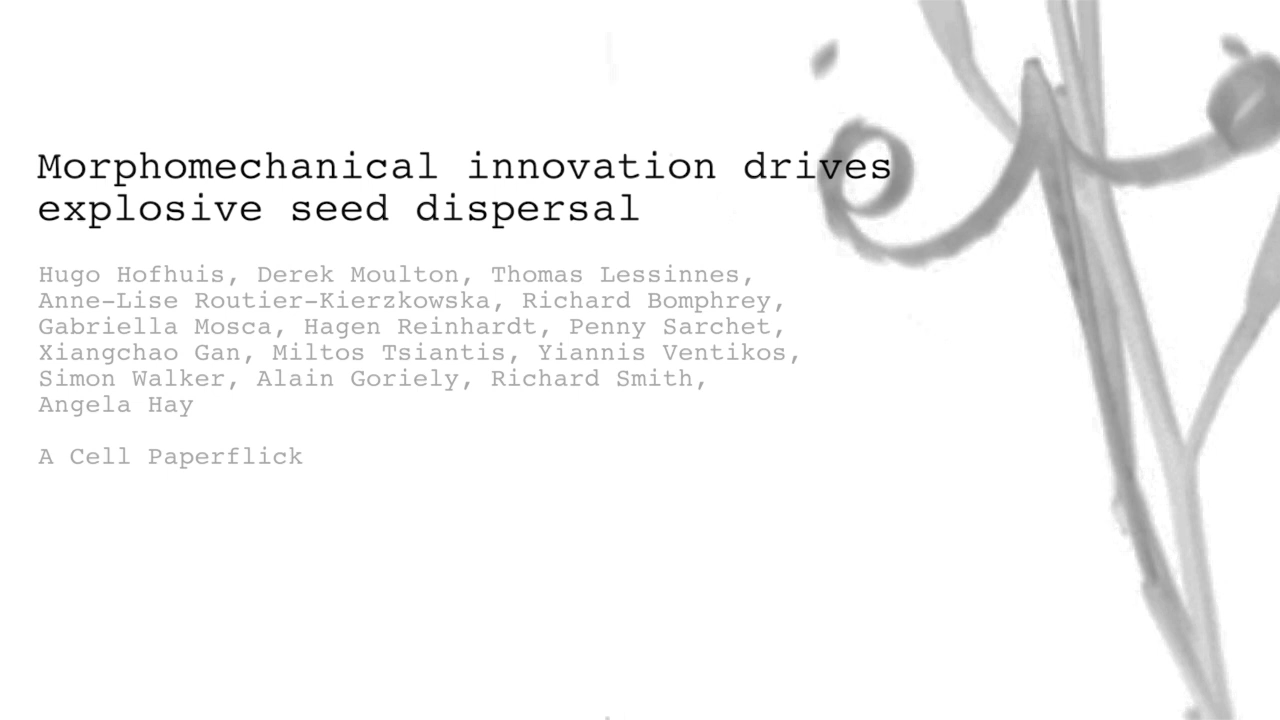 Morphomechanical innovation drives
explosive seed dispersal
Hugo Hofhuis, Derek Moulton, Thomas Lessinnes,
Anne-Lise Routier-Kierzkowska, Richard Bomphrey,
Gabriella Mosca, Hagen Reinhardt, Penny Sarchet,
Xiangchao Gan, Miltos Tsiantis, Yiannis Ventikos,
Simon Walker, Alain Goriely, Richard Smith,
Angela Hay
A Cell Paperflick